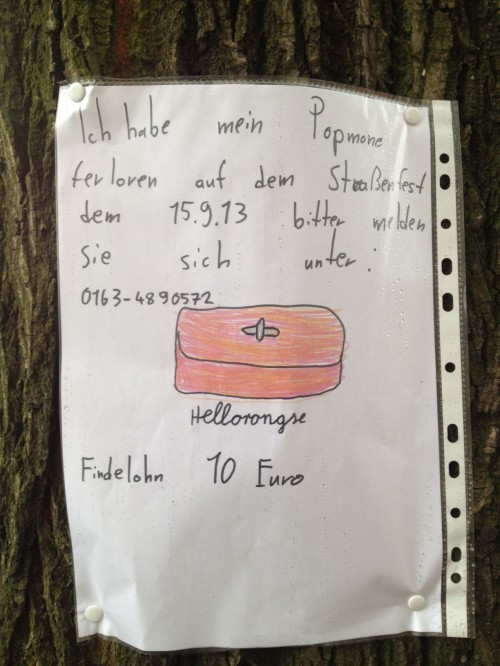 Ich habe mein Popmone
ferloren auf dem Straßenfest
dem 15.9.13 bitter melden
Sie sich unter:
0163-4890572
Hellorongse
Findelohn 10 Euro